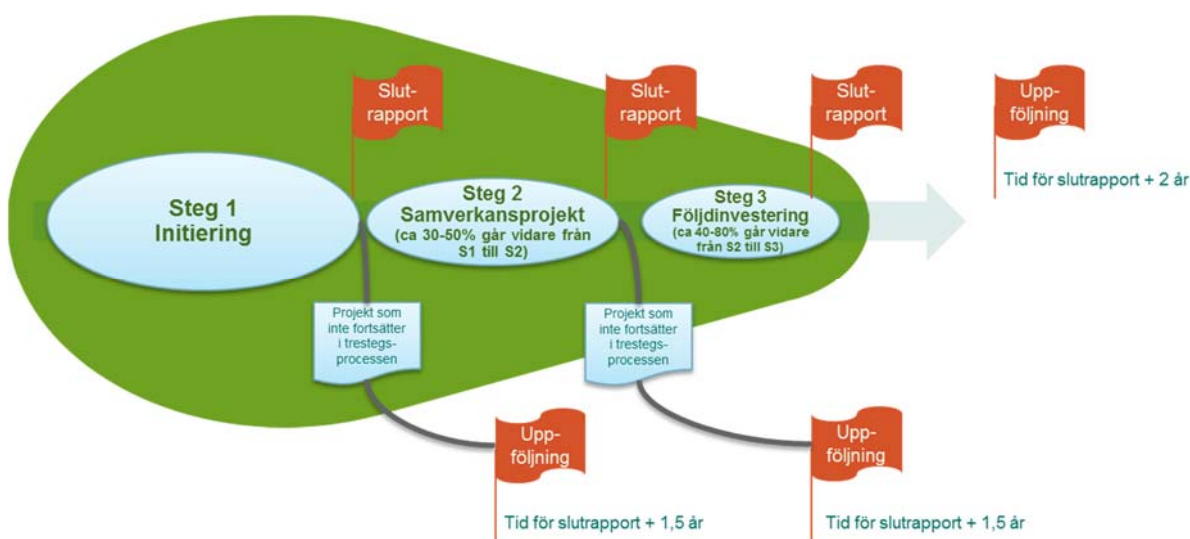 Slut-
rapport
Slut-
rapport
Slut-
rapport
Upp-
följning
Tid för slutrapport + 2 år
Steg 1
Initiering
Steg 2
Samverkansprojekt
(ca 30-50% går vidare från
S1 till S2)
Steg 3
Följdinvestering
(ca 40-80% går vidare
från S2 till S3)
Projekt som
inte fortsätter
i trestegs-
processen
Projekt som
inte fortsätter
i trestegs-
processen
Upp-
följning
Upp-
följning
Tid för slutrapport + 1,5 år
Tid för slutrapport + 1,5 år